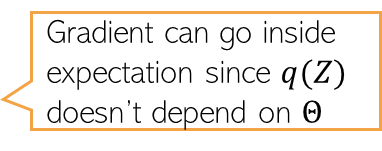 Gradient can go inside
expectation since q(Z)
doesn't depend on Θ